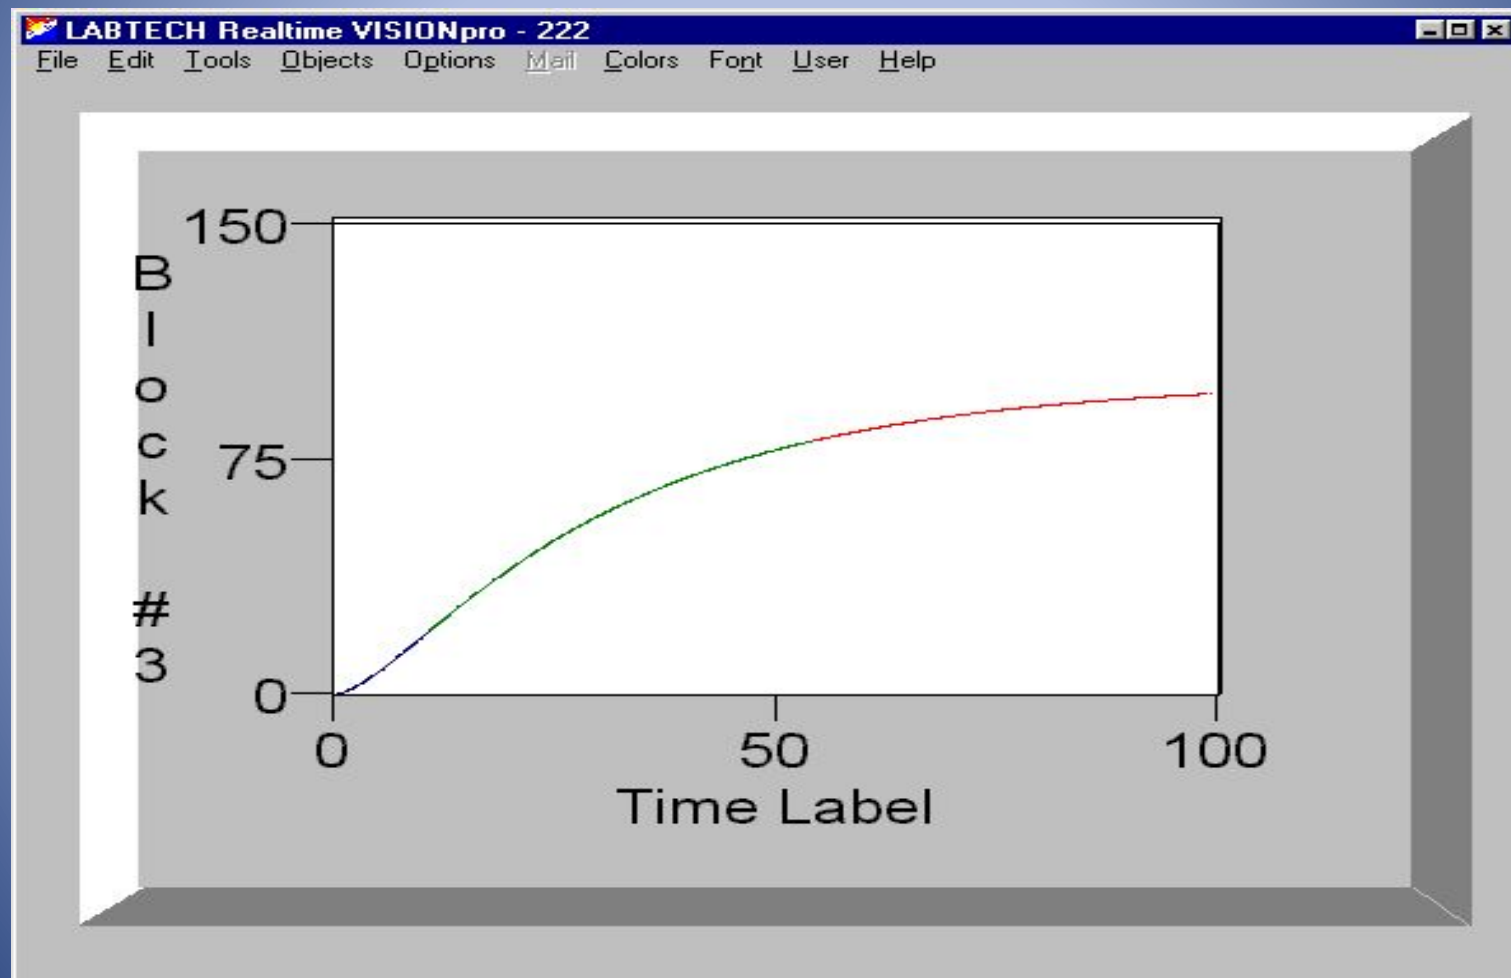 LABTECH Realtime VISIONpro - 222
File Edit Tools Objects Options Mail Colors Font User Help
150
75
0
Block #3
0 50 100
Time Label